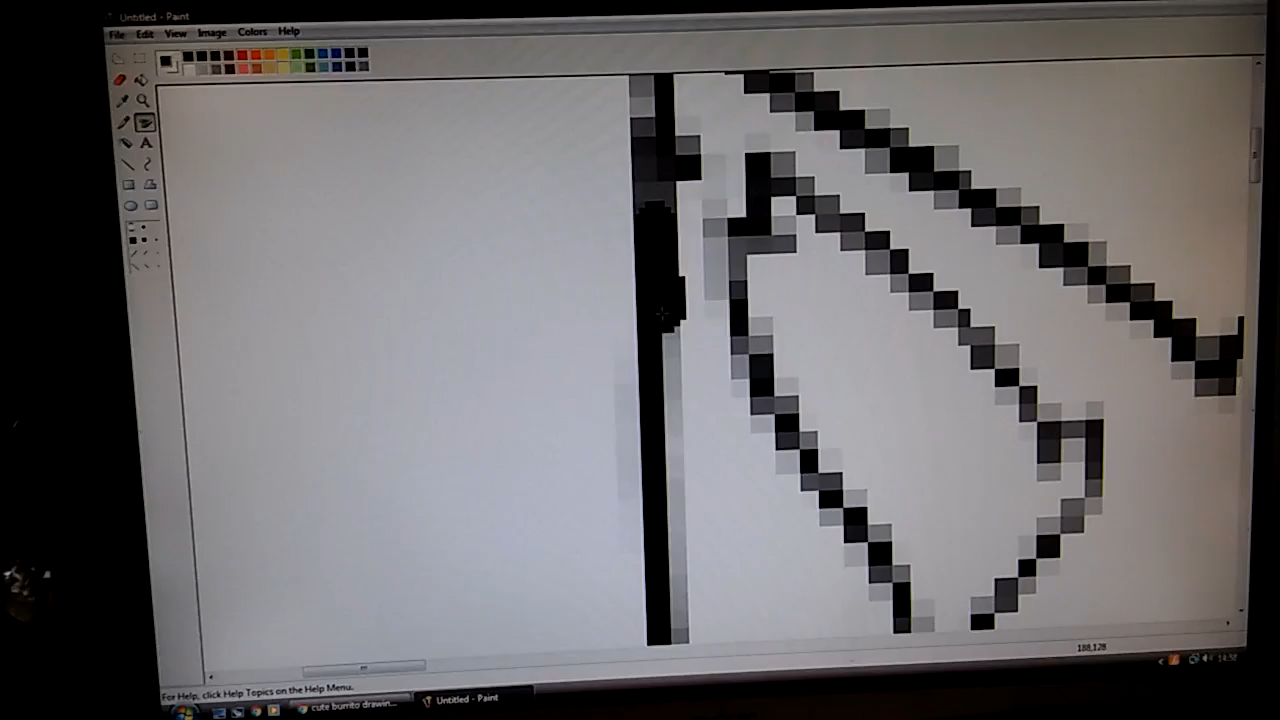 Untitled - Paint
File Edit View Image Colors Help
A
188,128
For Help, click Help Topics on the Help Menu.
cute burrito drawin...
Untitled - Paint